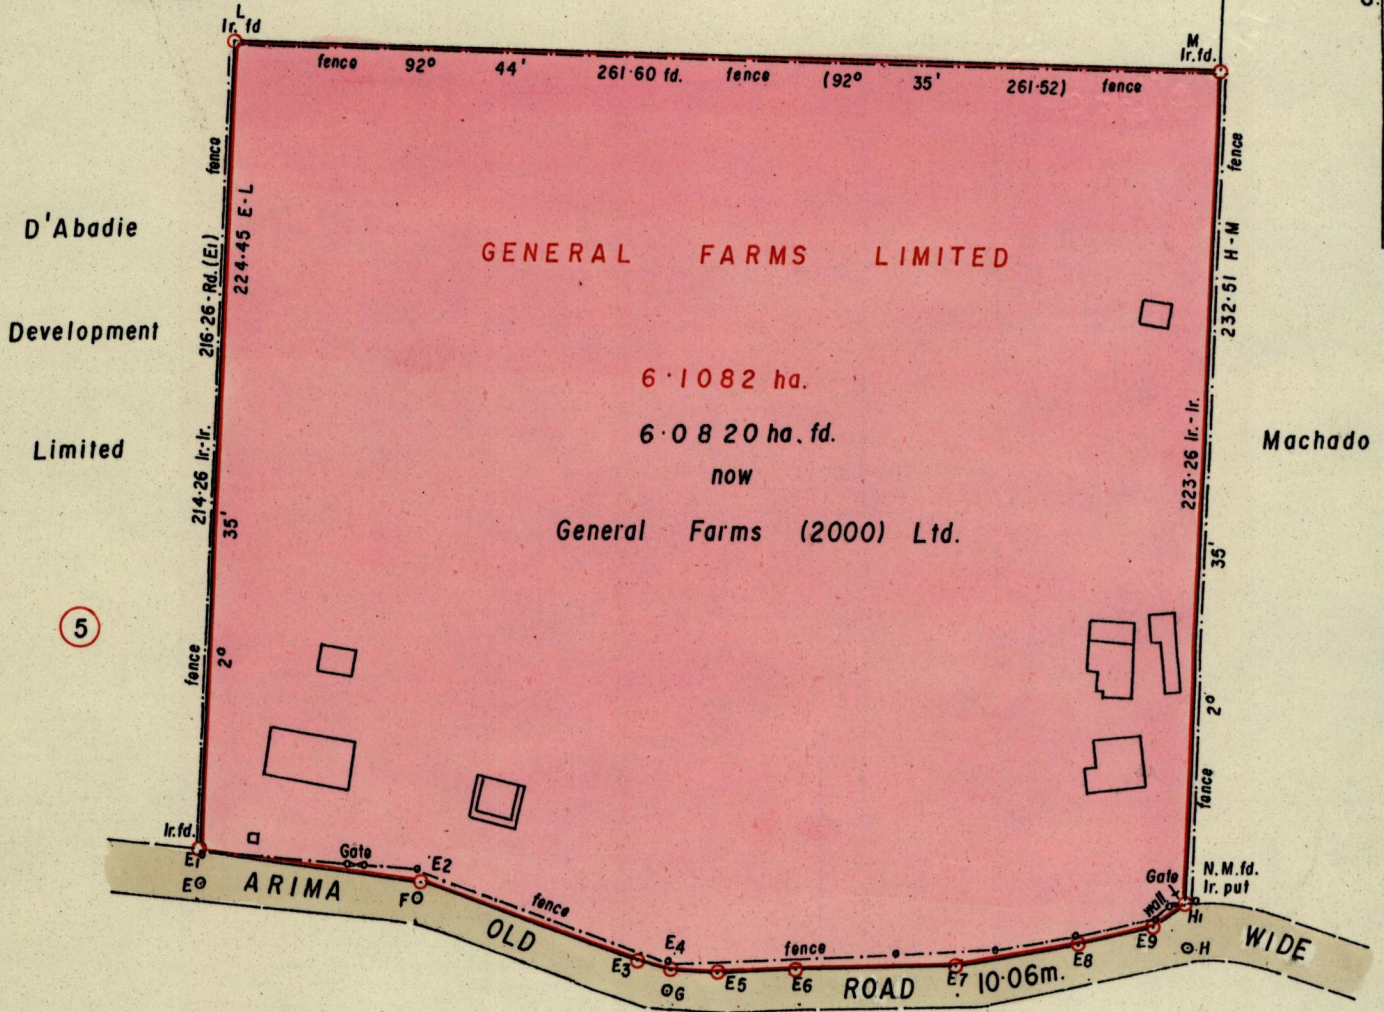 L
Ir. fd
M
Ir.fd.
fence 92° 44' 261·60 fd. fence (92° 35' 261·52) fence
fence
fence
D'Abadie
Development
Limited
216·26-Rd.(E1)
224·45 E-L
232·51 H-M
GENERAL FARMS LIMITED
6·1082 ha.
6·0820 ha. fd.
now
General Farms (2000) Ltd.
Machado
214·26 Ir.-Ir.
223·26 Ir.-Ir.
35'
35'
5
fence
2°
2°
fence
Ir.fd.
E1
E
Gate
E2
F
ARIMA
OLD
fence
E3
E4
G
E5
fence
E6
ROAD
E7
10·06m.
E8
E9
wall
Gate
N.M.fd.
Ir. put
H1
H
WIDE